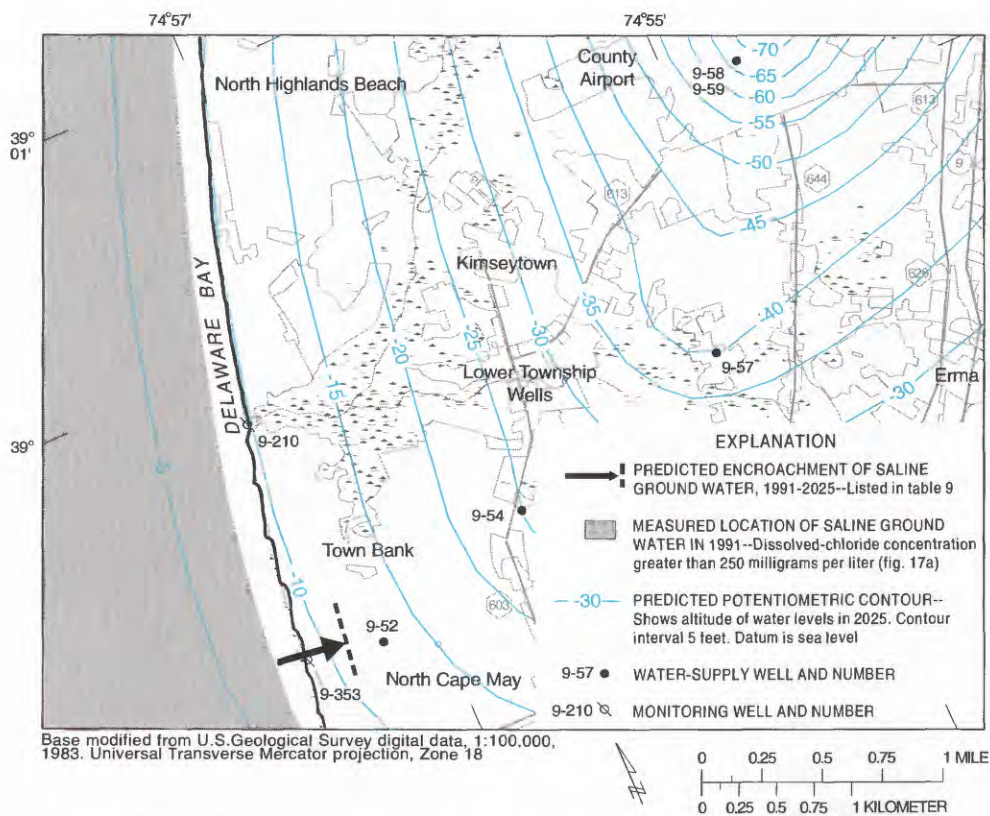 74°57'
74°55'
39°
01'
39°
North Highlands Beach
County
Airport
9-58
9-59
-70
-65
-60
-55
-50
-45
-40
-35
-30
-25
-20
-15
-10
-5
-30
613
613
644
9
626
603
Kimseytown
DELAWARE BAY
Lower Township
Wells
9-57
Erma
9-210
9-54
Town Bank
9-52
9-353
North Cape May
EXPLANATION
PREDICTED ENCROACHMENT OF SALINE
GROUND WATER, 1991-2025--Listed in table 9
MEASURED LOCATION OF SALINE GROUND
WATER IN 1991--Dissolved-chloride concentration
greater than 250 milligrams per liter (fig. 17a)
-30 PREDICTED POTENTIOMETRIC CONTOUR--
Shows altitude of water levels in 2025. Contour
interval 5 feet. Datum is sea level
9-57 WATER-SUPPLY WELL AND NUMBER
9-210 MONITORING WELL AND NUMBER
Base modified from U.S.Geological Survey digital data, 1:100,000,
1983. Universal Transverse Mercator projection, Zone 18
N
0 0.25 0.5 0.75 1 MILE
0 0.25 0.5 0.75 1 KILOMETER